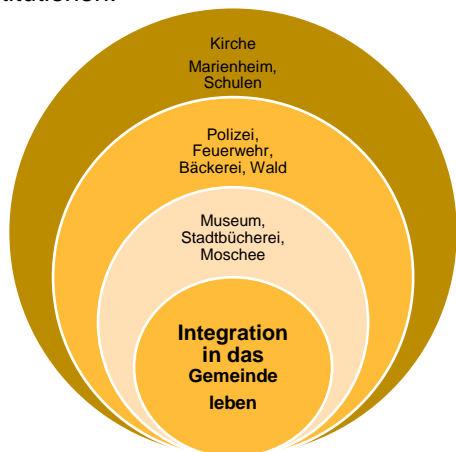 Kirche
Marienheim,
Schulen
Polizei,
Feuerwehr,
Bäckerei, Wald
Museum,
Stadtbücherei,
Moschee
Integration
in das
Gemeinde
leben